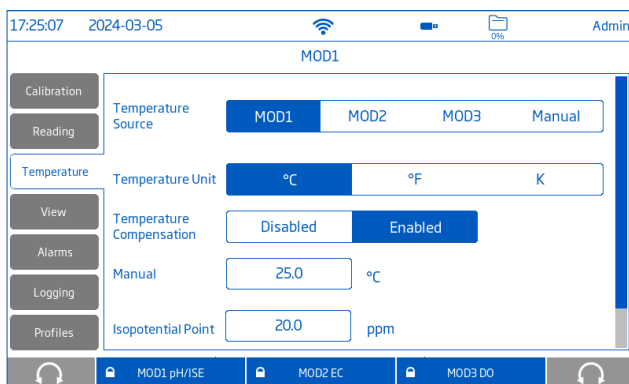 17:25:07 2024-03-05 0% Admin
MOD1
Calibration
Reading
Temperature
View
Alarms
Logging
Profiles
Temperature Source MOD1 MOD2 MOD3 Manual
Temperature Unit °C °F K
Temperature Compensation Disabled Enabled
Manual 25.0 °C
Isopotential Point 20.0 ppm
MOD1 pH/ISE MOD2 EC MOD3 DO